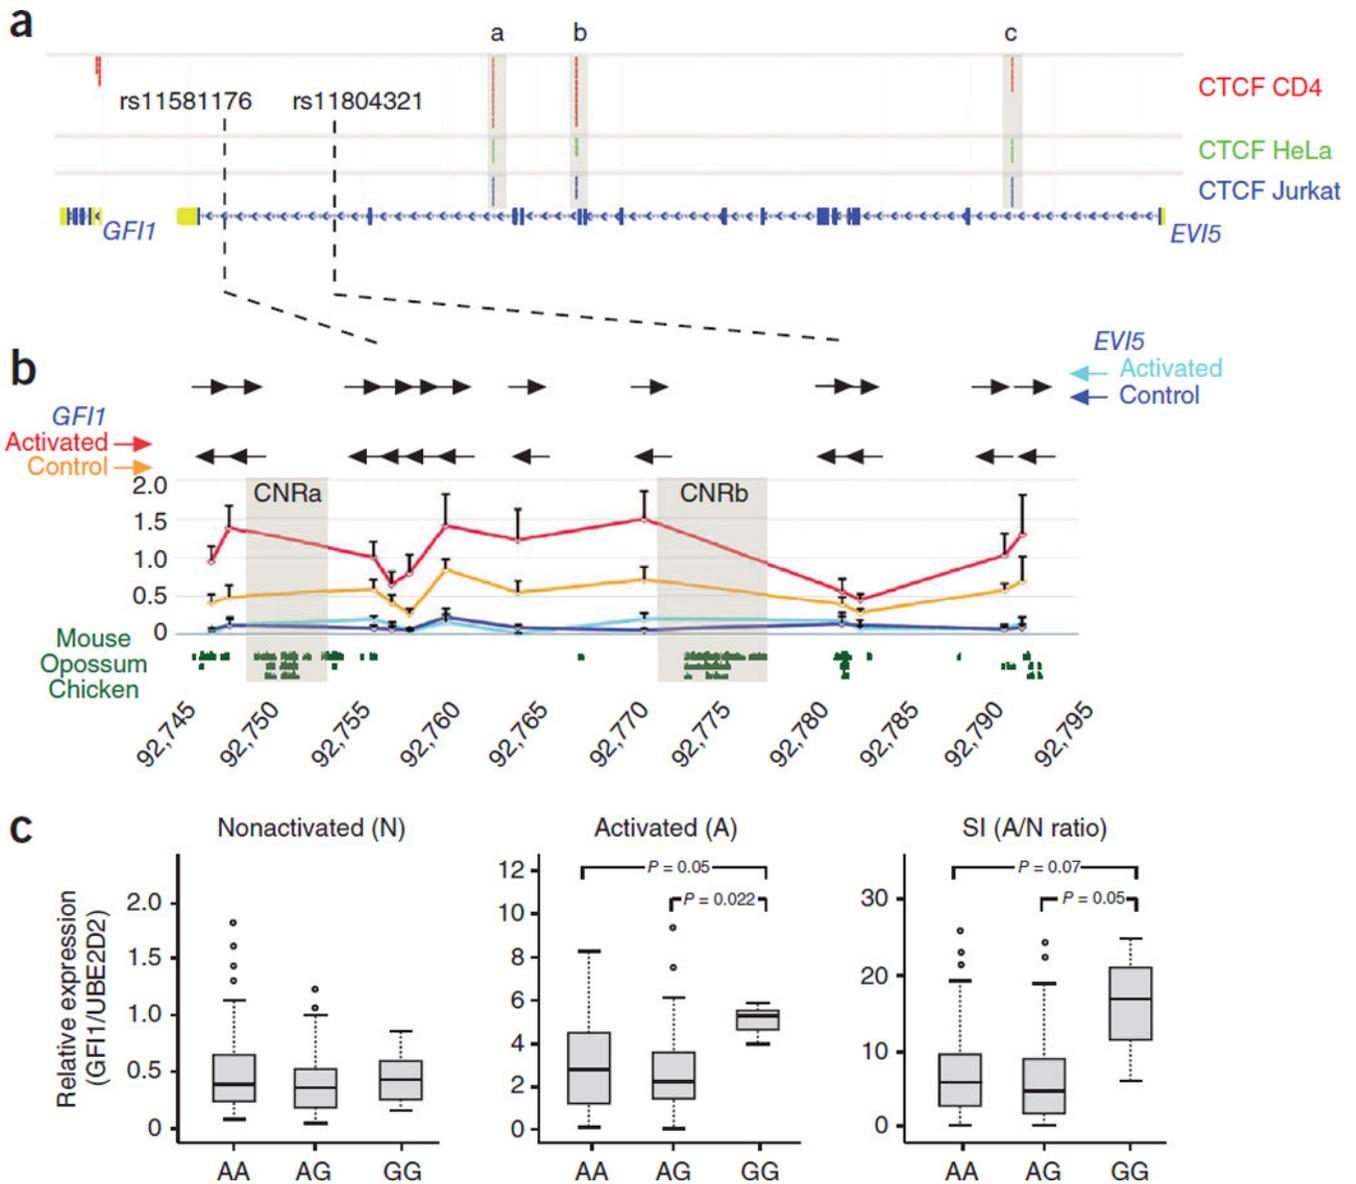 a
a b c
rs11581176 rs11804321
CTCF CD4
CTCF HeLa
CTCF Jurkat
GFI1
EVI5
b
EVI5
Activated
Control
GFI1
Activated
Control
2.0
1.5
1.0
0.5
0
CNRa CNRb
Mouse
Opossum
Chicken
92,745 92,750 92,755 92,760 92,765 92,770 92,775 92,780 92,785 92,790 92,795
c
Nonactivated (N)
Relative expression
(GFI1/UBE2D2)
2.0
1.5
1.0
0.5
0
AA AG GG
Activated (A)
12
10
8
6
4
2
0
P = 0.05
P = 0.022
AA AG GG
SI (A/N ratio)
30
20
10
0
P = 0.07
P = 0.05
AA AG GG